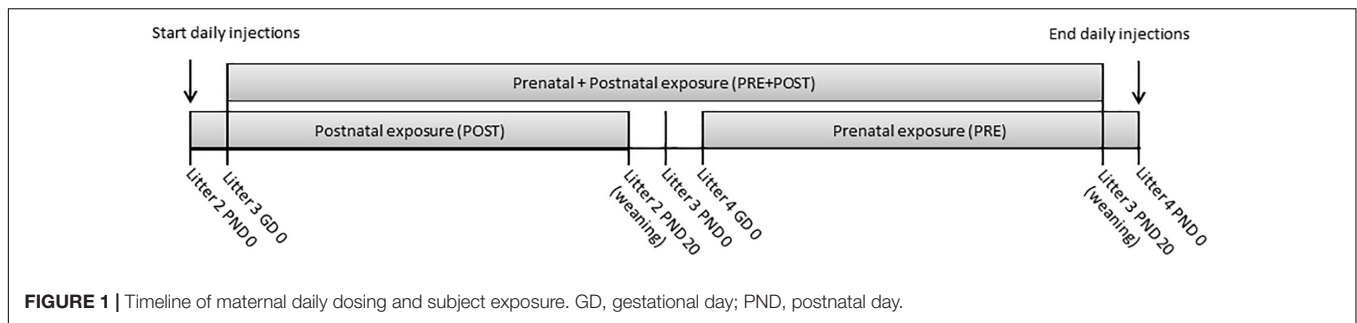 Start daily injections
End daily injections
Prenatal + Postnatal exposure (PRE+POST)
Postnatal exposure (POST)
Prenatal exposure (PRE)
Litter 2 PND 0
Litter 3 GD 0
Litter 2 PND 20
(weaning)
Litter 3 PND 0
Litter 4 GD 0
Litter 3 PND 20
(weaning)
Litter 4 PND 0
FIGURE 1 | Timeline of maternal daily dosing and subject exposure. GD, gestational day; PND, postnatal day.